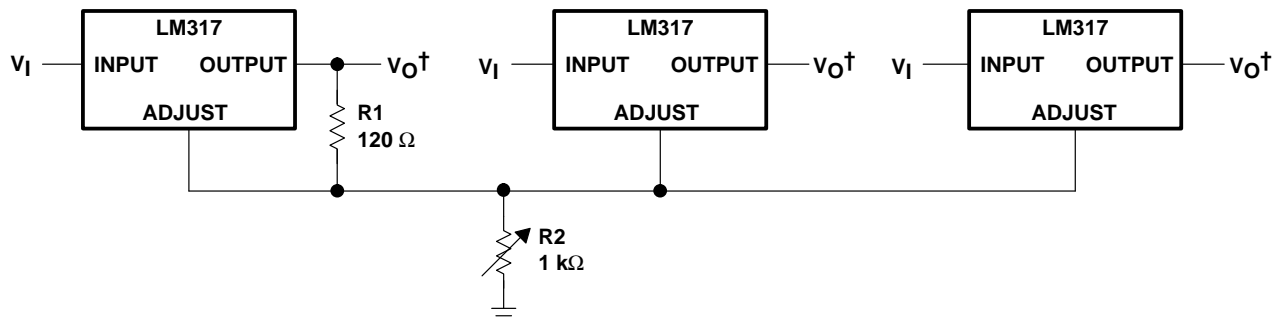 LM317 LM317 LM317
VI INPUT OUTPUT VO† VI INPUT OUTPUT VO† VI INPUT OUTPUT VO†
ADJUST R1 ADJUST ADJUST
120 Ω
R2
1 kΩ